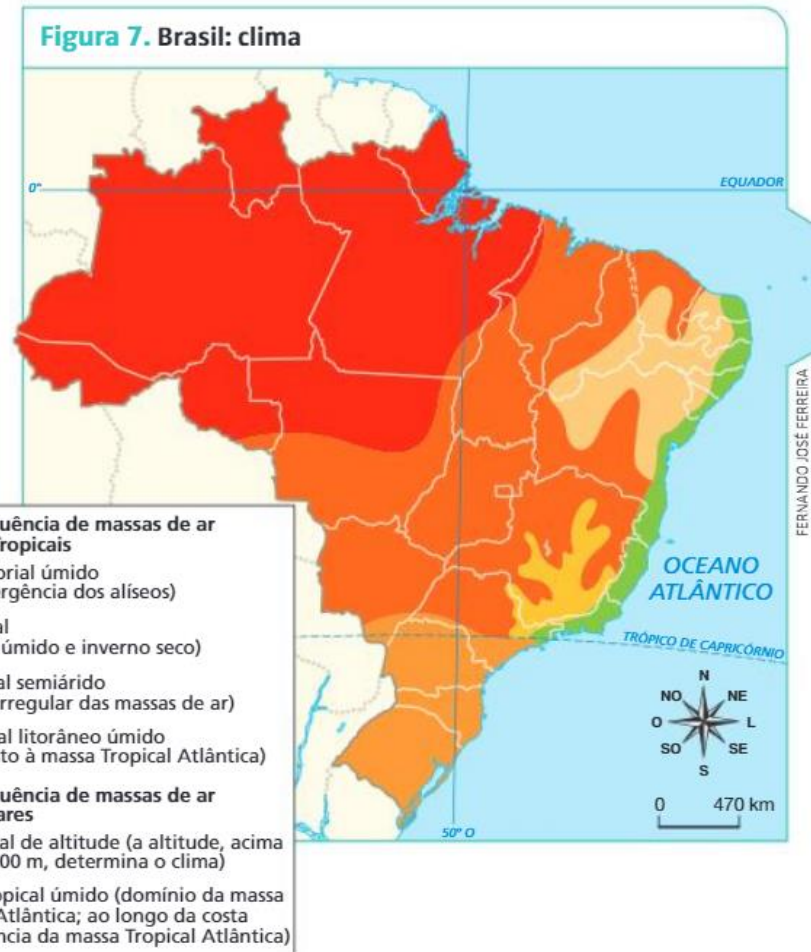 Figura 7. Brasil: clima
0°
EQUADOR
FERNANDO JOSÉ FERREIRA
OCEANO
ATLÂNTICO
TRÓPICO DE CAPRICÓRNIO
N
NO NE
O L
SO SE
S
0 470 km
50° O
uência de massas de ar
ropicais
orial úmido
ergência dos alíseos)
al
úmido e inverno seco)
al semiárido
rregular das massas de ar)
al litorâneo úmido
to à massa Tropical Atlântica)
uência de massas de ar
ares
al de altitude (a altitude, acima
00 m, determina o clima)
opical úmido (domínio da massa
Atlântica; ao longo da costa
ncia da massa Tropical Atlântica)